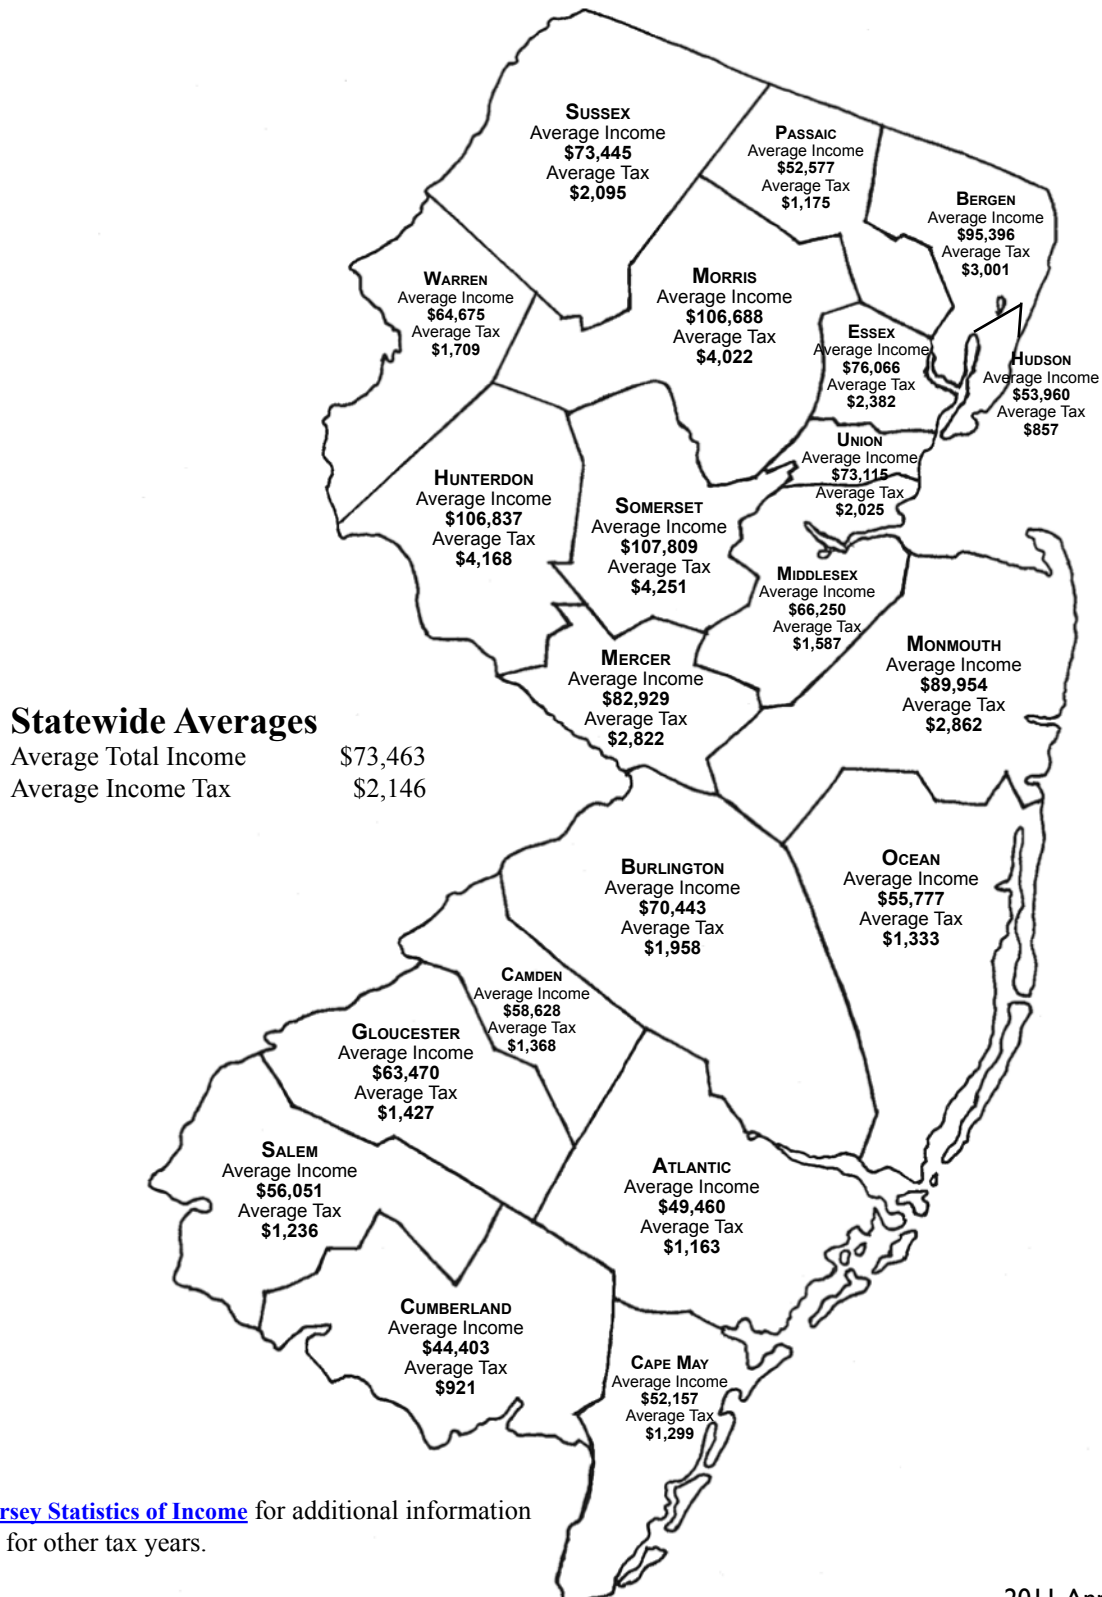 SUSSEX
Average Income
$73,445
Average Tax
$2,095
PASSAIC
Average Income
$52,577
Average Tax
$1,175
BERGEN
Average Income
$95,396
Average Tax
$3,001
WARREN
Average Income
$64,675
Average Tax
$1,709
MORRIS
Average Income
$106,688
Average Tax
$4,022
ESSEX
Average Income
$76,066
Average Tax
$2,382
HUDSON
Average Income
$53,960
Average Tax
$857
UNION
Average Income
$73,115
Average Tax
$2,025
HUNTERDON
Average Income
$106,837
Average Tax
$4,168
SOMERSET
Average Income
$107,809
Average Tax
$4,251
MIDDLESEX
Average Income
$66,250
Average Tax
$1,587
MONMOUTH
Average Income
$89,954
Average Tax
$2,862
MERCER
Average Income
$82,929
Average Tax
$2,822
Statewide Averages
Average Total Income $73,463
Average Income Tax $2,146
BURLINGTON
Average Income
$70,443
Average Tax
$1,958
OCEAN
Average Income
$55,777
Average Tax
$1,333
CAMDEN
Average Income
$58,628
Average Tax
$1,368
GLOUCESTER
Average Income
$63,470
Average Tax
$1,427
SALEM
Average Income
$56,051
Average Tax
$1,236
ATLANTIC
Average Income
$49,460
Average Tax
$1,163
CUMBERLAND
Average Income
$44,403
Average Tax
$921
CAPE MAY
Average Income
$52,157
Average Tax
$1,299
rsey Statistics of Income for additional information
for other tax years.